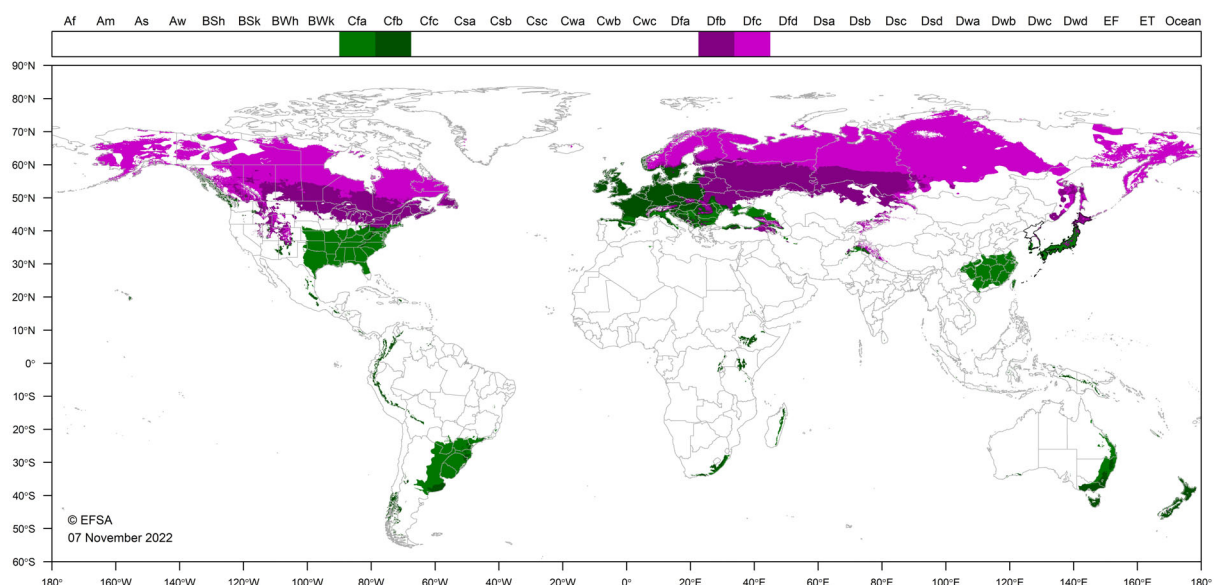 Af Am As Aw BSh BSk BWh BWk Cfa Cfb Cfc Csa Csb Csc Cwa Cwb Cwc Dfa Dfb Dfc Dfd Dsa Dsb Dsc Dsd Dwa Dwb Dwc Dwd EF ET Ocean
90°N
80°N
70°N
60°N
50°N
40°N
30°N
20°N
10°N
0°
10°S
20°S
30°S
40°S
50°S
60°S
© EFSA
07 November 2022
180° 160°W 140°W 120°W 100°W 80°W 60°W 40°W 20°W 0° 20°E 40°E 60°E 80°E 100°E 120°E 140°E 160°E 180°